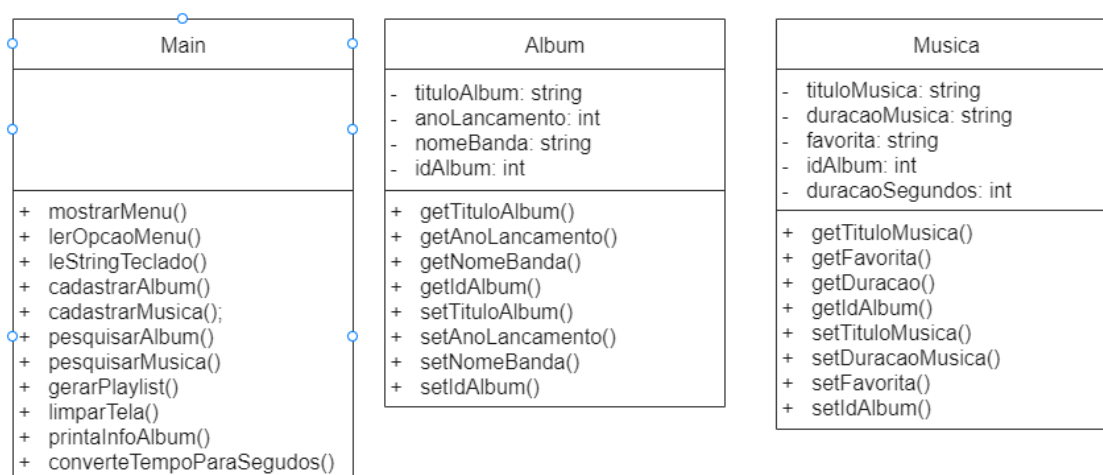 Main
+ mostrarMenu()
+ lerOpcaoMenu()
+ leStringTeclado()
+ cadastrarAlbum()
+ cadastrarMusica();
+ pesquisarAlbum()
+ pesquisarMusica()
+ gerarPlaylist()
+ limparTela()
+ printaInfoAlbum()
+ converteTempoParaSegudos()
Album
- tituloAlbum: string
- anoLancamento: int
- nomeBanda: string
- idAlbum: int
+ getTituloAlbum()
+ getAnoLancamento()
+ getNomeBanda()
+ getIdAlbum()
+ setTituloAlbum()
+ setAnoLancamento()
+ setNomeBanda()
+ setIdAlbum()
Musica
- tituloMusica: string
- duracaoMusica: string
- favorita: string
- idAlbum: int
- duracaoSegundos: int
+ getTituloMusica()
+ getFavorita()
+ getDuracao()
+ getIdAlbum()
+ setTituloMusica()
+ setDuracaoMusica()
+ setFavorita()
+ setIdAlbum()